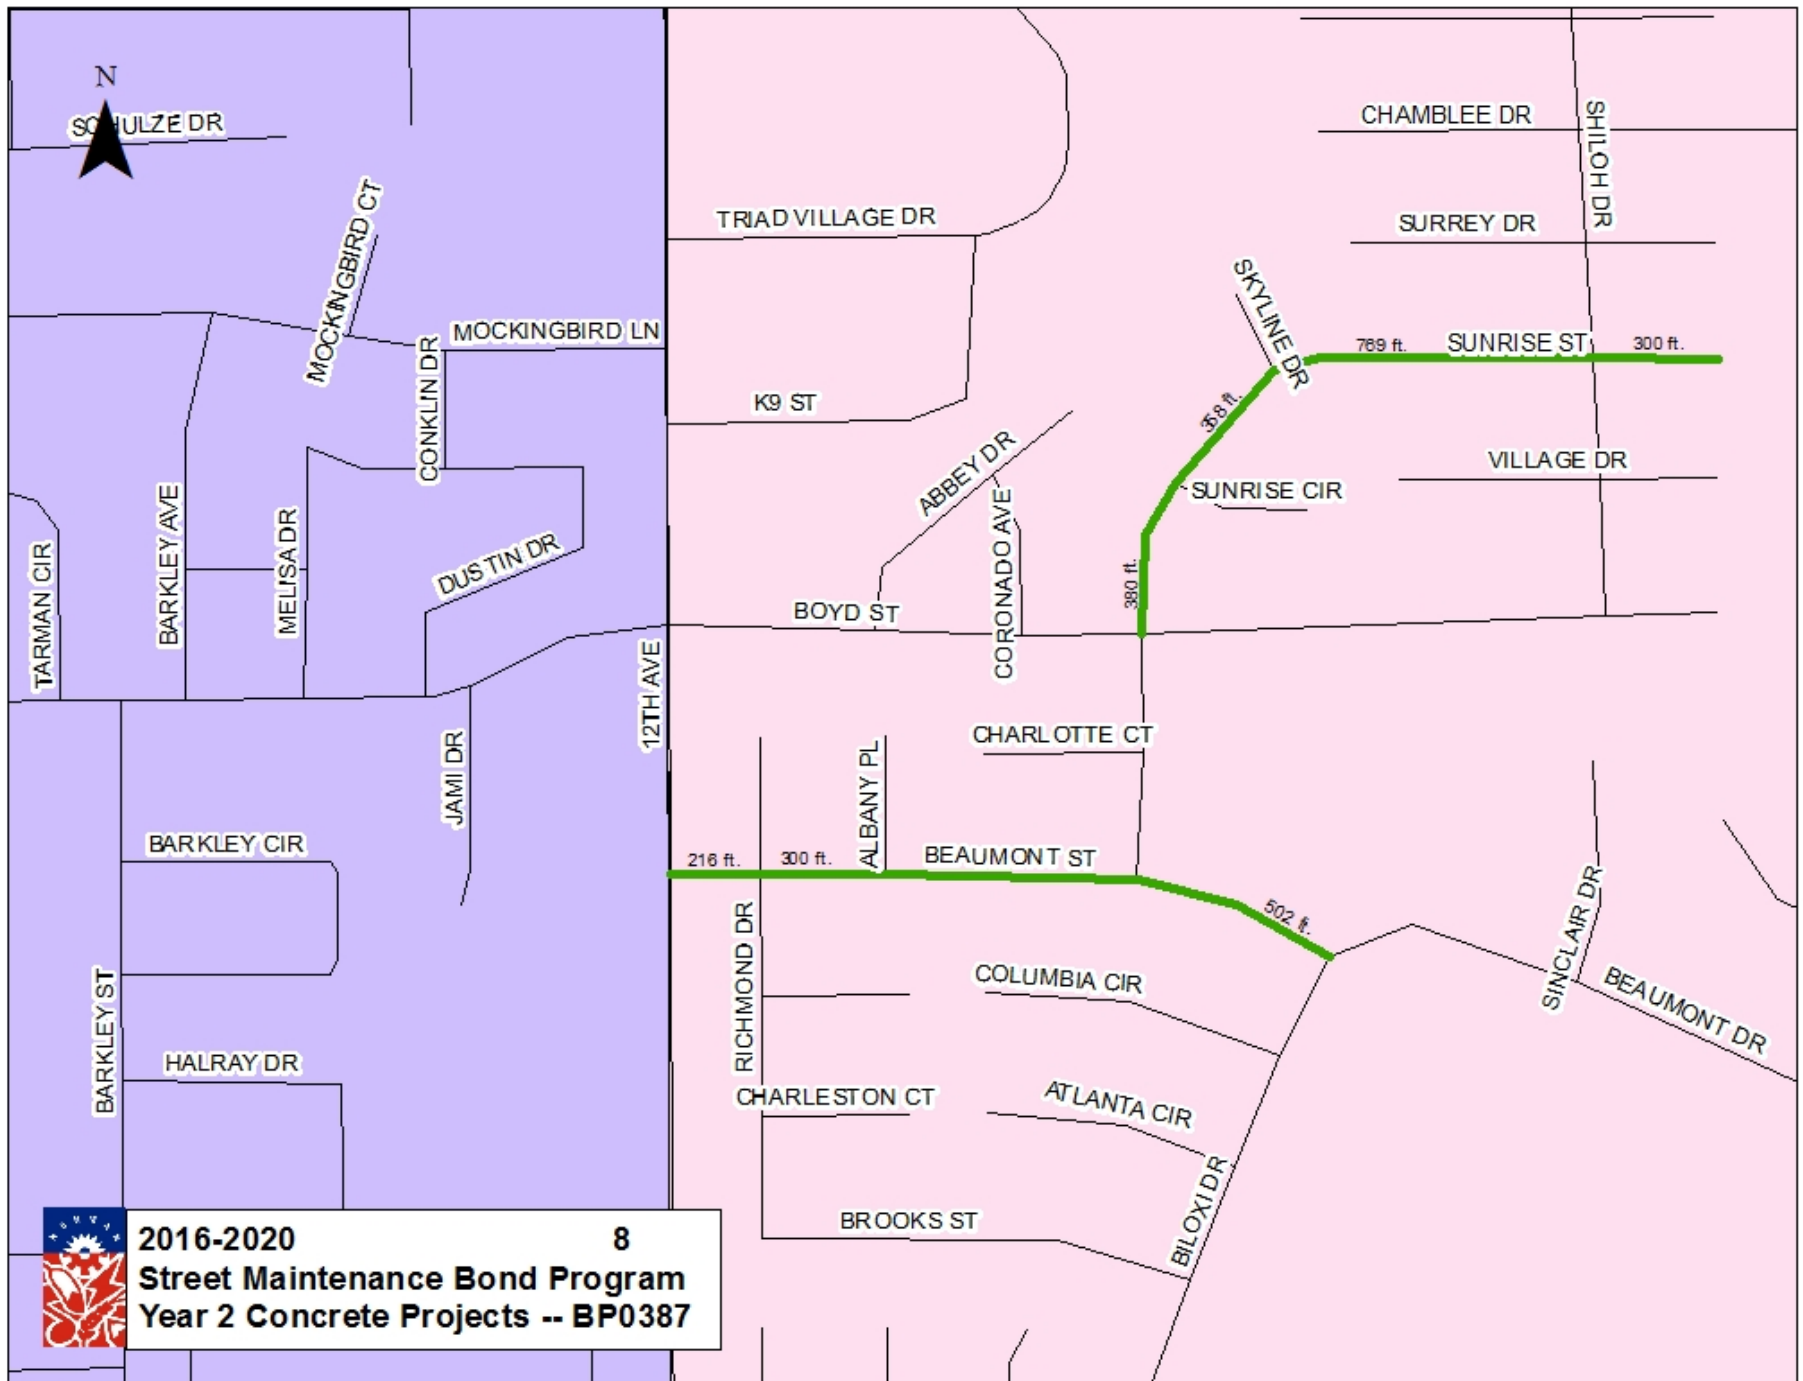 N
SCHULZE DR
CHAMBLEE DR
SHILOH DR
MOCKINGBIRD CT
TRIAD VILLAGE DR
SURREY DR
SKYLINE DR
MOCKINGBIRD LN
CONKLIN DR
769 ft.
SUNRISE ST
300 ft.
K9 ST
358 ft.
ABBEY DR
VILLAGE DR
SUNRISE CIR
CORONADO AVE
BARKLEY AVE
MELISA DR
TARMAN CIR
DUSTIN DR
380 ft.
BOYD ST
12TH AVE
CHARLOTTE CT
JAMI DR
ALBANY PL
BARKLEY CIR
216 ft.
300 ft.
BEAUMONT ST
502 ft.
SINCLAIR DR
RICHMOND DR
COLUMBIA CIR
BEAUMONT DR
BARKLEY ST
HALRAY DR
CHARLESTON CT
ATLANTA CIR
BILOXI DR
BROOKS ST
2016-2020 8
Street Maintenance Bond Program
Year 2 Concrete Projects -- BP0387